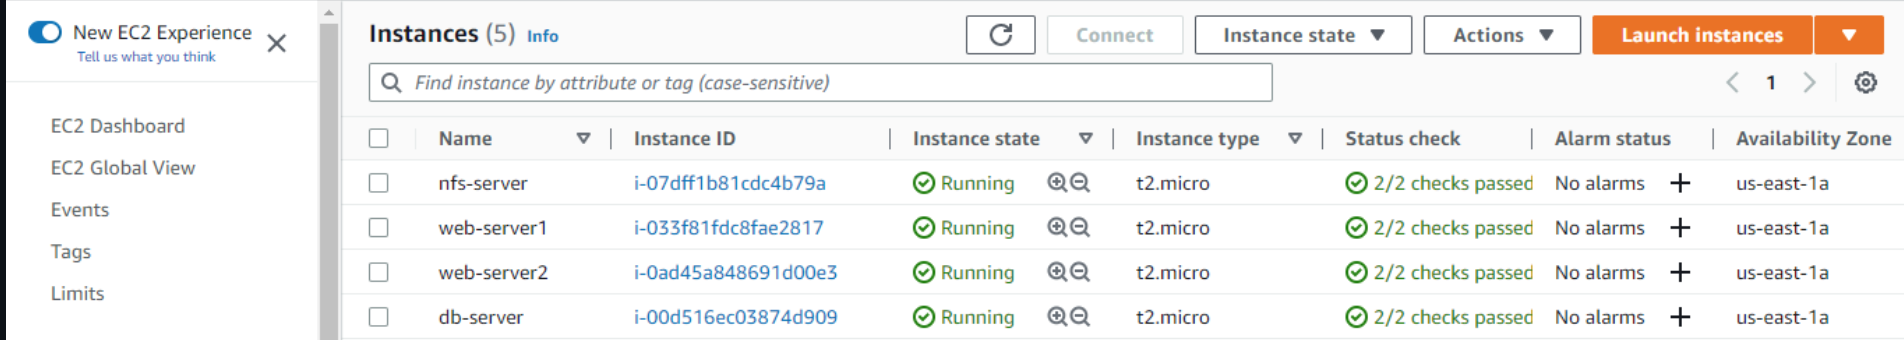 New EC2 Experience
Tell us what you think
EC2 Dashboard
EC2 Global View
Events
Tags
Limits
Instances (5) Info
Connect
Instance state
Actions
Launch instances
Find instance by attribute or tag (case-sensitive)
1
Name Instance ID Instance state Instance type Status check Alarm status Availability Zone
nfs-server i-07dff1b81cdc4b79a Running t2.micro 2/2 checks passed No alarms us-east-1a
web-server1 i-033f81fdc8fae2817 Running t2.micro 2/2 checks passed No alarms us-east-1a
web-server2 i-0ad45a848691d00e3 Running t2.micro 2/2 checks passed No alarms us-east-1a
db-server i-00d516ec03874d909 Running t2.micro 2/2 checks passed No alarms us-east-1a